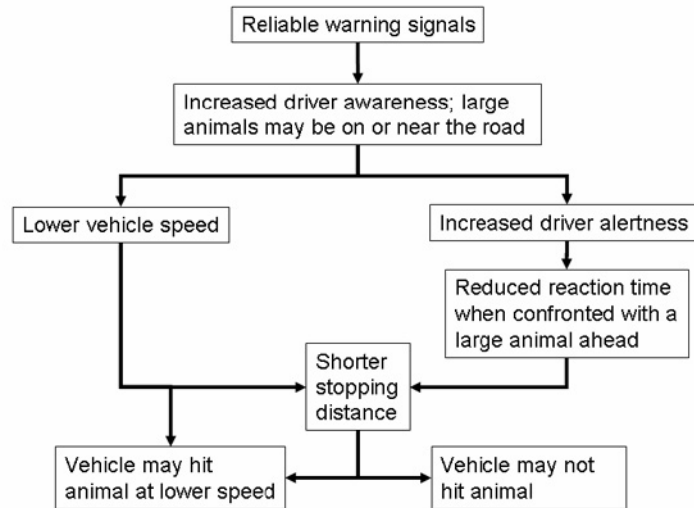 Reliable warning signals
Increased driver awareness; large
animals may be on or near the road
Lower vehicle speed
Increased driver alertness
Reduced reaction time
when confronted with a
large animal ahead
Shorter
stopping
distance
Vehicle may hit
animal at lower speed
Vehicle may not
hit animal